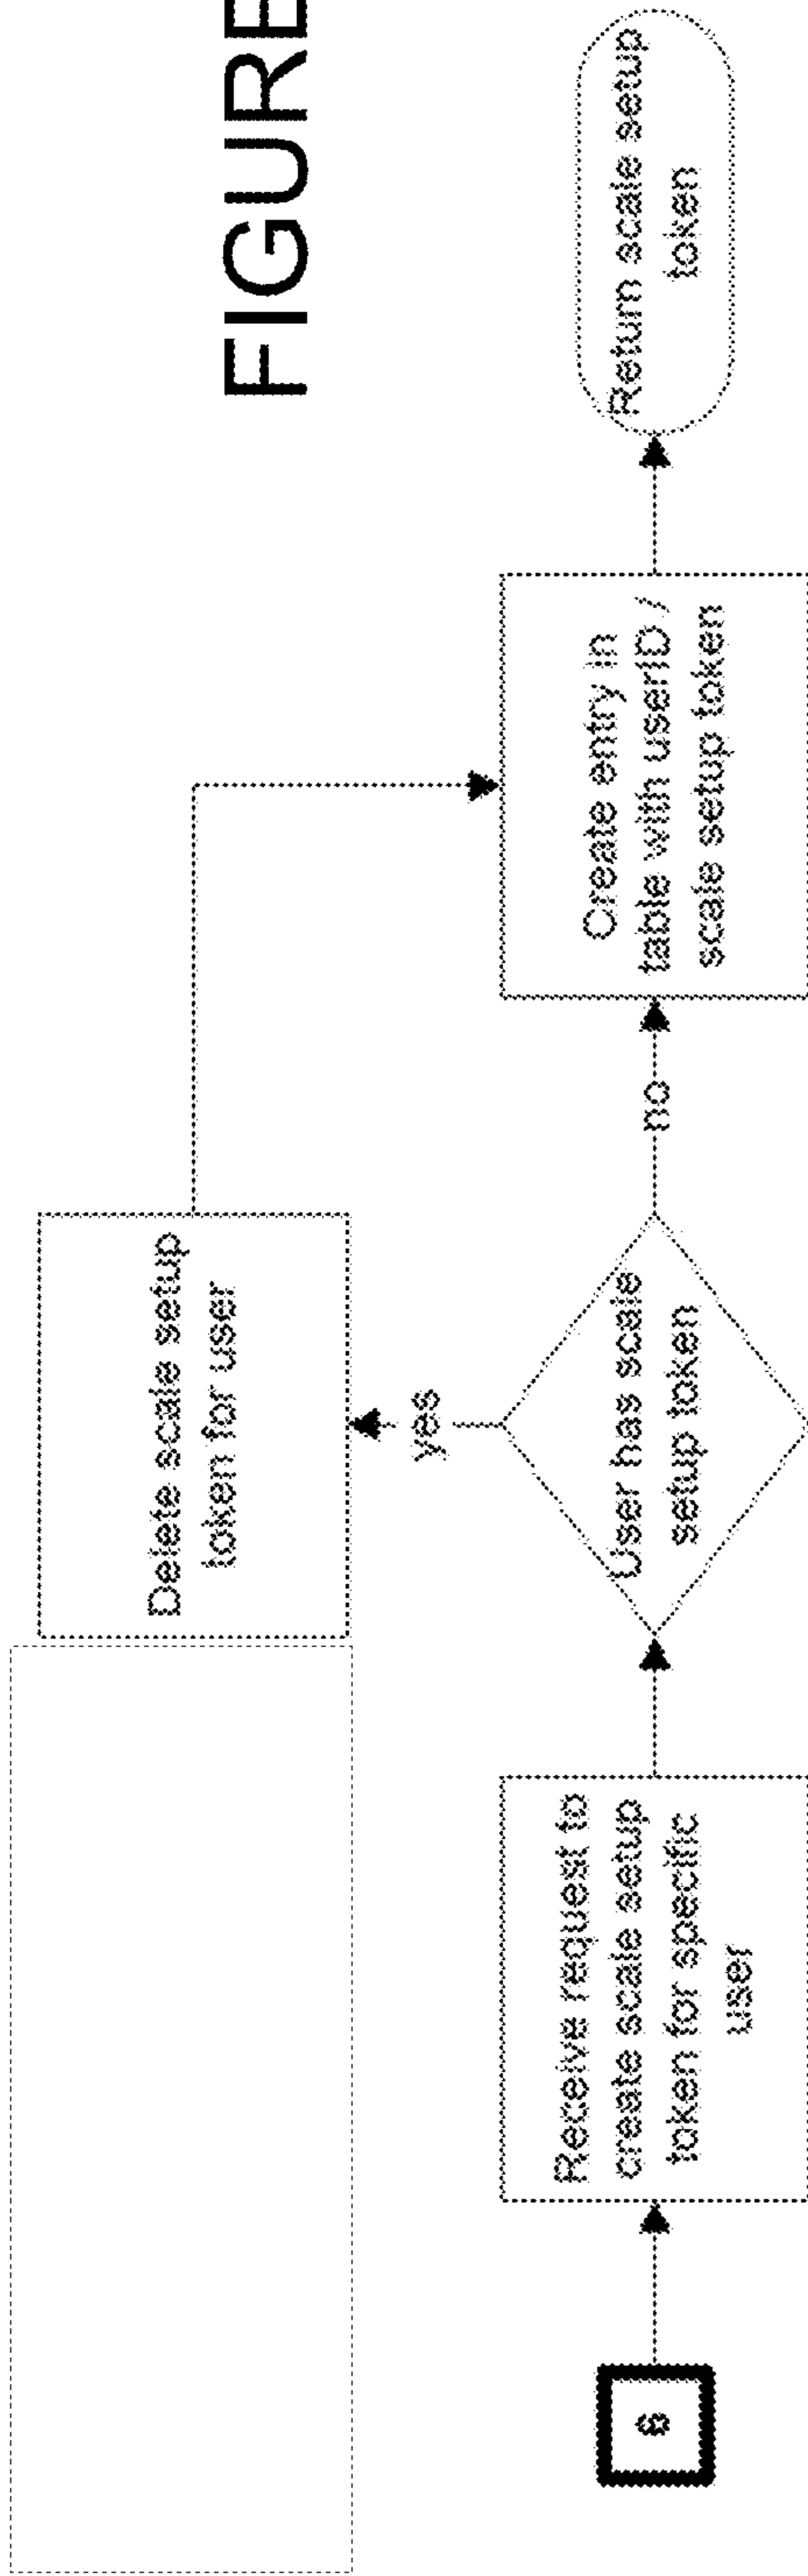 FIGURE
Delete scale setup
token for user
yes
6
Receive request to
create scale setup
token for specific
user
User has scale
setup token
no
Create entry in
table with userID /
scale setup token
Return scale setup
token